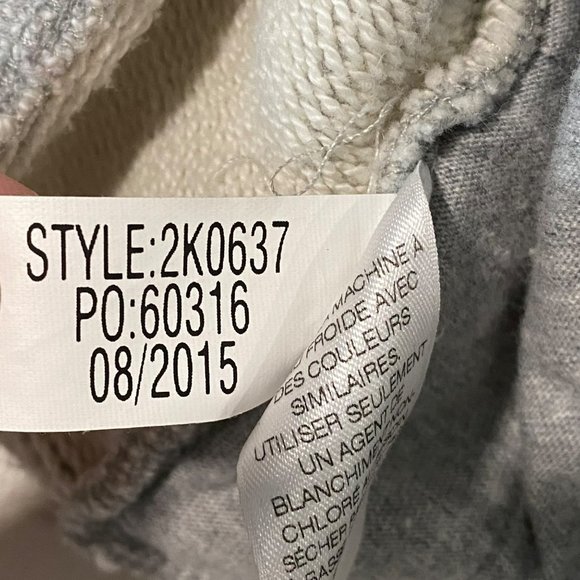 STYLE:2K0637
PO:60316
08/2015
MACHINE À
FROIDE AVEC
DES COULEURS
SIMILAIRES.
UTILISER SEULEMENT
UN AGENT DE
CHLORE
SÉCHER